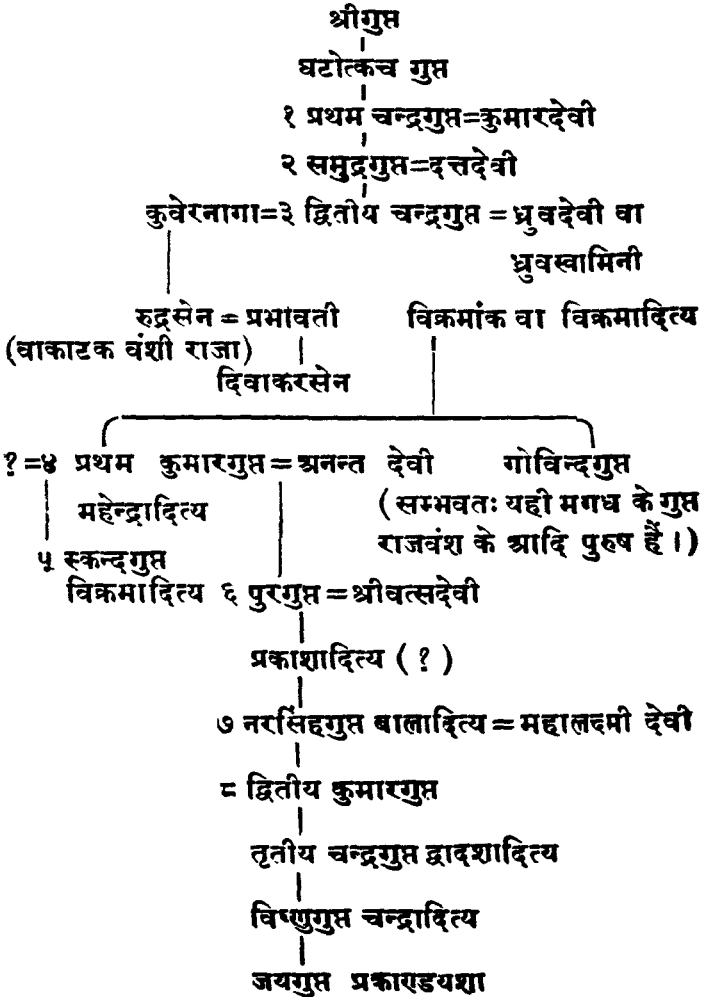 श्रीगुप्त
घटोत्कच गुप्त
१ प्रथम चन्द्रगुप्त=कुमारदेवी
२ समुद्रगुप्त=दत्तदेवी
कुवेरनागा=३ द्वितीय चन्द्रगुप्त = ध्रुवदेवी वा
ध्रुवस्वामिनी
रुद्रसेन = प्रभावती विक्रमांक वा विक्रमादित्य
(वाकाटक वंशी राजा)
दिवाकरसेन
?=४ प्रथम कुमारगुप्त = अनन्त देवी गोविन्दगुप्त
महेन्द्रादित्य (सम्भवतः यही मगध के गुप्त
५ स्कन्दगुप्त राजवंश के आदि पुरुष हैं।)
विक्रमादित्य ६ पुरगुप्त = श्रीवत्सदेवी
प्रकाशादित्य (?)
७ नरसिंहगुप्त बालादित्य = महालक्ष्मी देवी
८ द्वितीय कुमारगुप्त
तृतीय चन्द्रगुप्त द्वादशादित्य
विष्णुगुप्त चन्द्रादित्य
जयगुप्त प्रकाण्डयशा